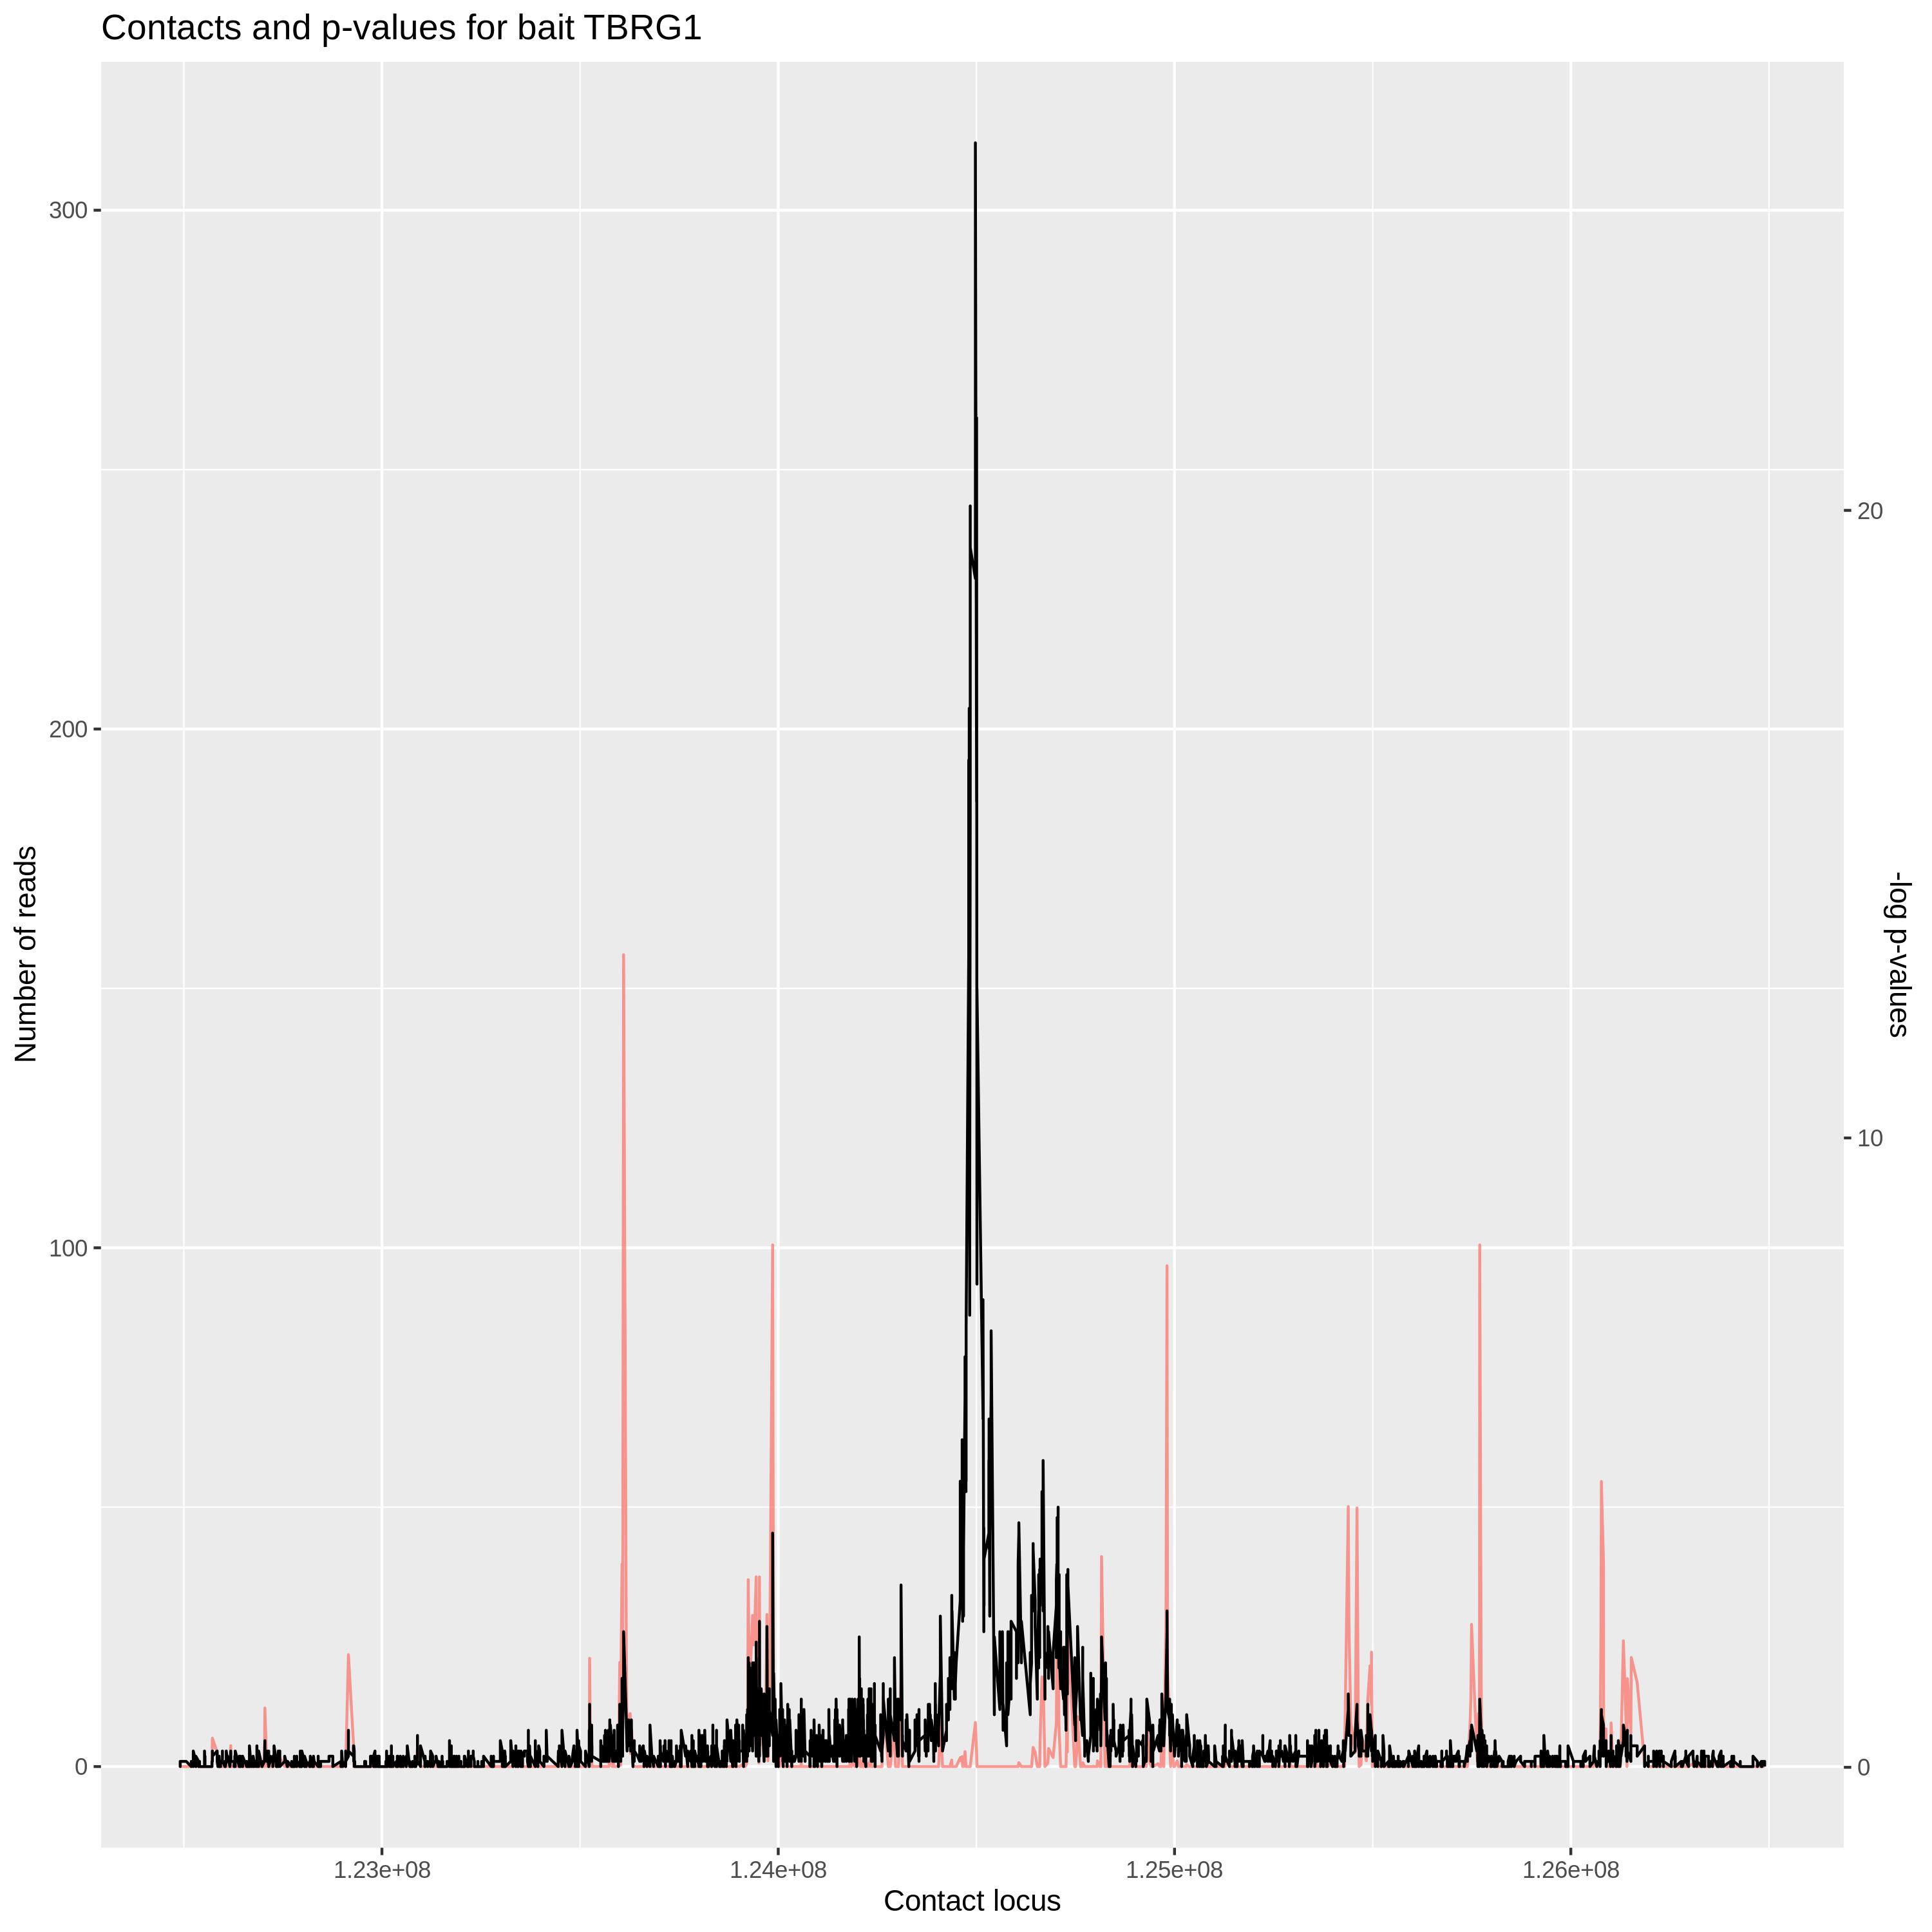 Contacts and p-values for bait TBRG1
300
200
100
0
Number of reads
20
10
0
-log p-values
1.23e+08
1.24e+08
1.25e+08
1.26e+08
Contact locus